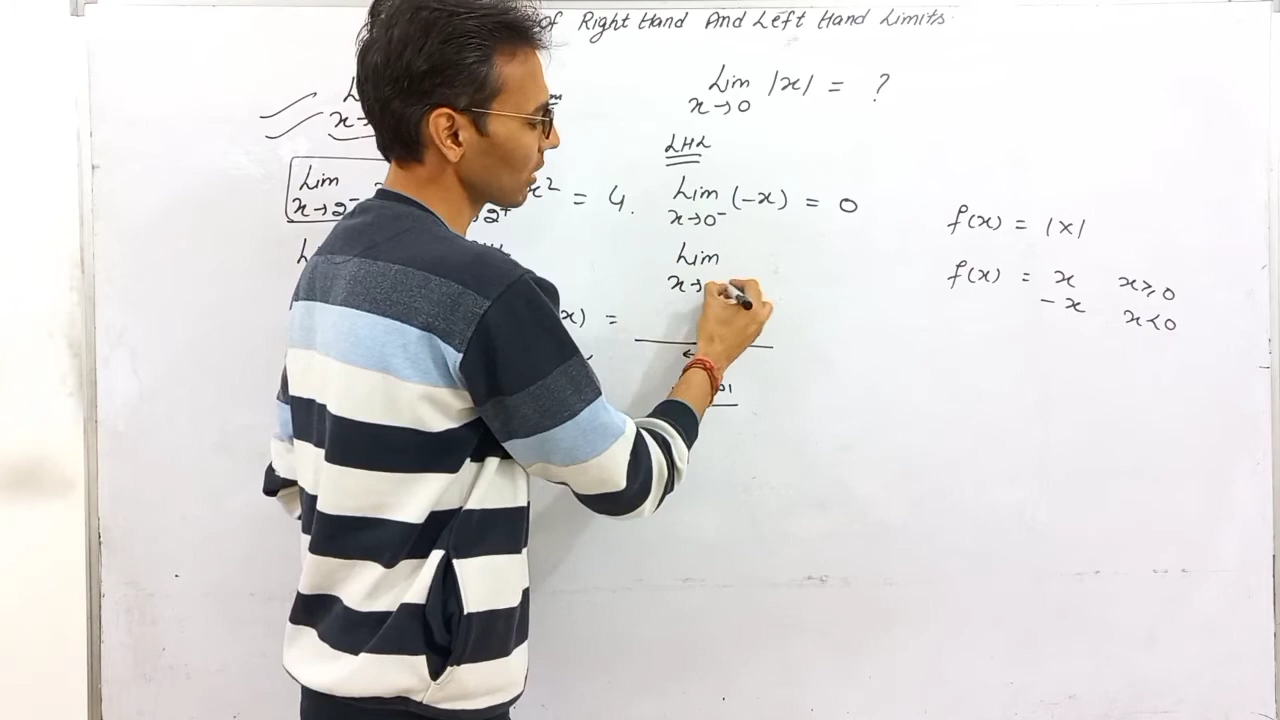 of Right Hand And Left Hand Limits.
Lim |x| = ?
x→0
LHL
Lim
x→2⁻
x² = 4.
2⁺
Lim (-x) = 0
x→0⁻
Lim
x→
x) =
f(x) = |x|
f(x) = x x≥0
-x x<0